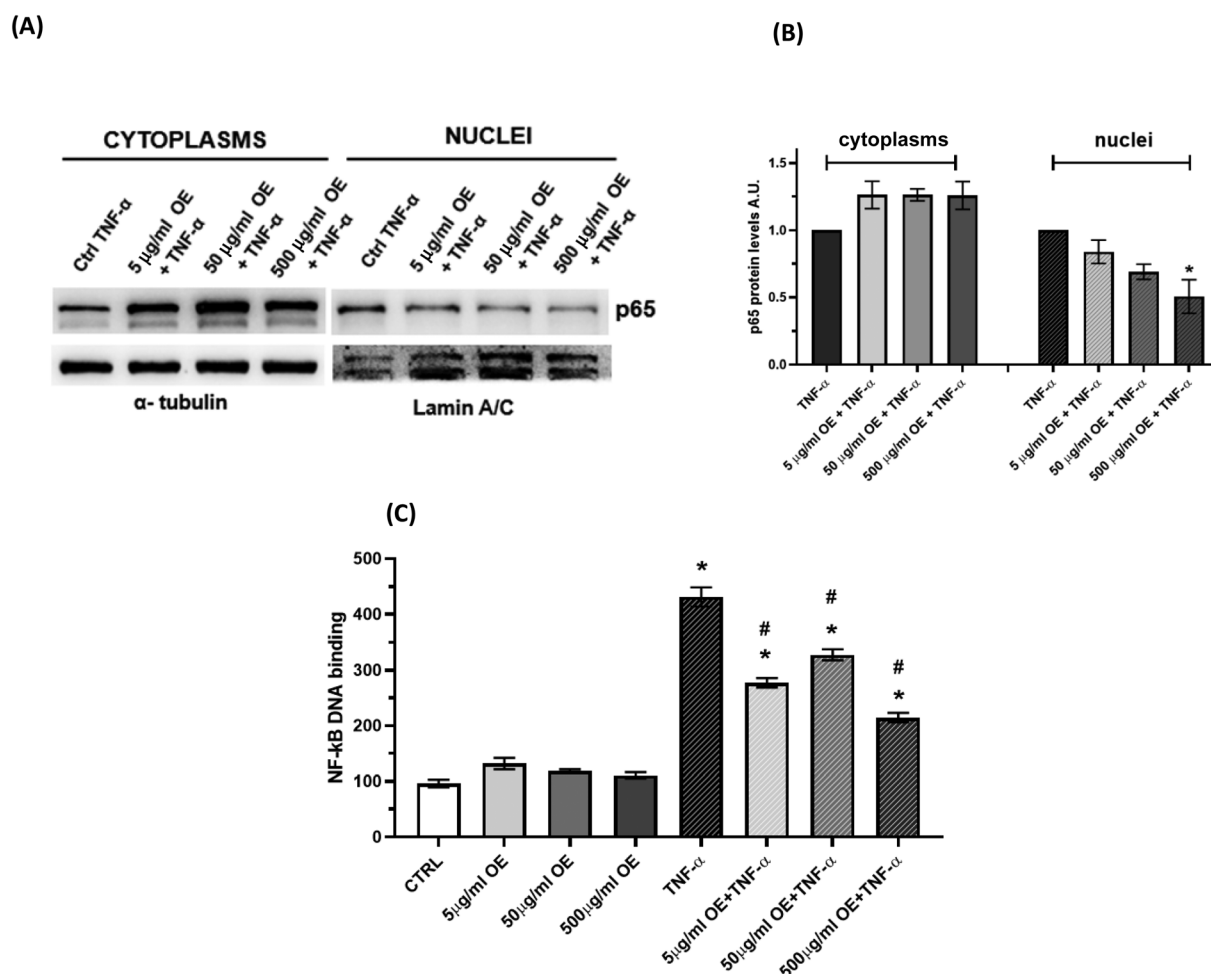 (A)
CYTOPLASMS
NUCLEI
Ctrl TNF-α
5 μg/ml OE
+ TNF-α
50 μg/ml OE
+ TNF-α
500 μg/ml OE
+ TNF-α
Ctrl TNF-α
5 μg/ml OE
+ TNF-α
50 μg/ml OE
+ TNF-α
500 μg/ml OE
+ TNF-α
p65
α- tubulin
Lamin A/C
(B)
cytoplasms
nuclei
p65 protein levels A.U.
1.5
1.0
0.5
0.0
*
TNF-α
5 μg/ml OE + TNF-α
50 μg/ml OE + TNF-α
500 μg/ml OE + TNF-α
TNF-α
5 μg/ml OE + TNF-α
50 μg/ml OE + TNF-α
500 μg/ml OE + TNF-α
(C)
NF-kB DNA binding
500
400
300
200
100
0
*
#
*
#
*
#
*
CTRL
5μg/ml OE
50μg/ml OE
500μg/ml OE
TNF-α
5μg/ml OE+TNF-α
50μg/ml OE+TNF-α
500μg/ml OE+TNF-α